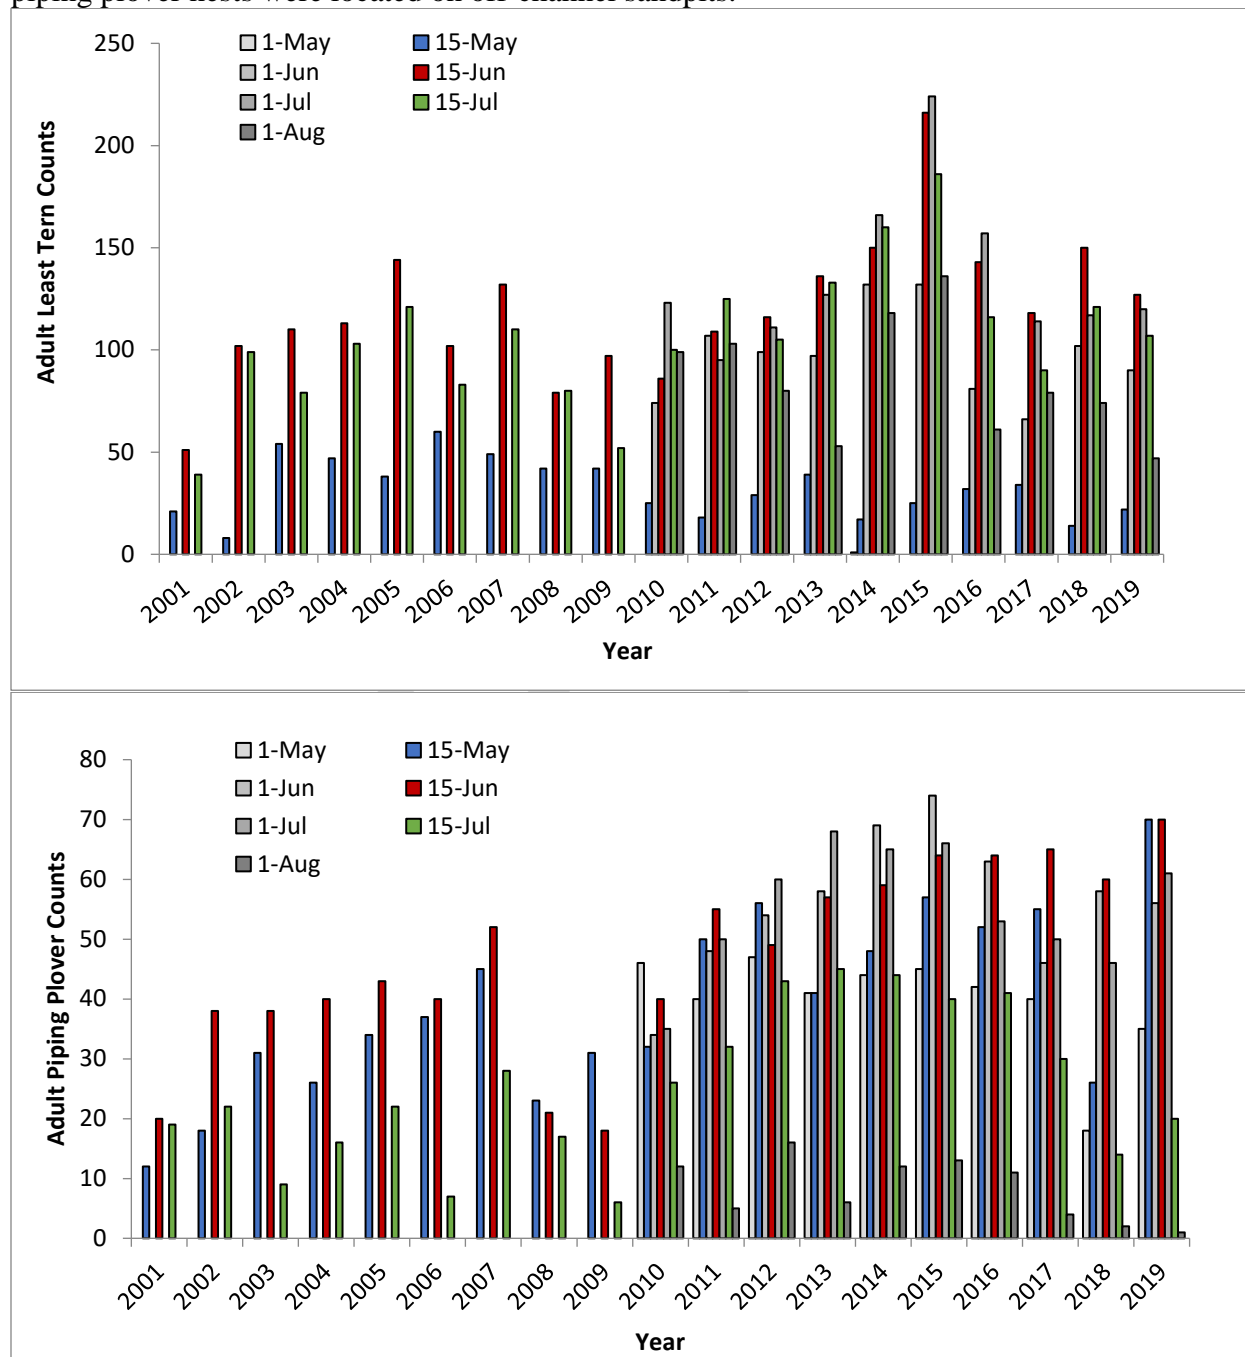 piping plover nests were located on off-channel sandpits.
250
200
150
100
50
0
Adult Least Tern Counts
1-May 15-May
1-Jun 15-Jun
1-Jul 15-Jul
1-Aug
2001 2002 2003 2004 2005 2006 2007 2008 2009 2010 2011 2012 2013 2014 2015 2016 2017 2018 2019
Year
80
70
60
50
40
30
20
10
0
Adult Piping Plover Counts
1-May 15-May
1-Jun 15-Jun
1-Jul 15-Jul
1-Aug
2001 2002 2003 2004 2005 2006 2007 2008 2009 2010 2011 2012 2013 2014 2015 2016 2017 2018 2019
Year